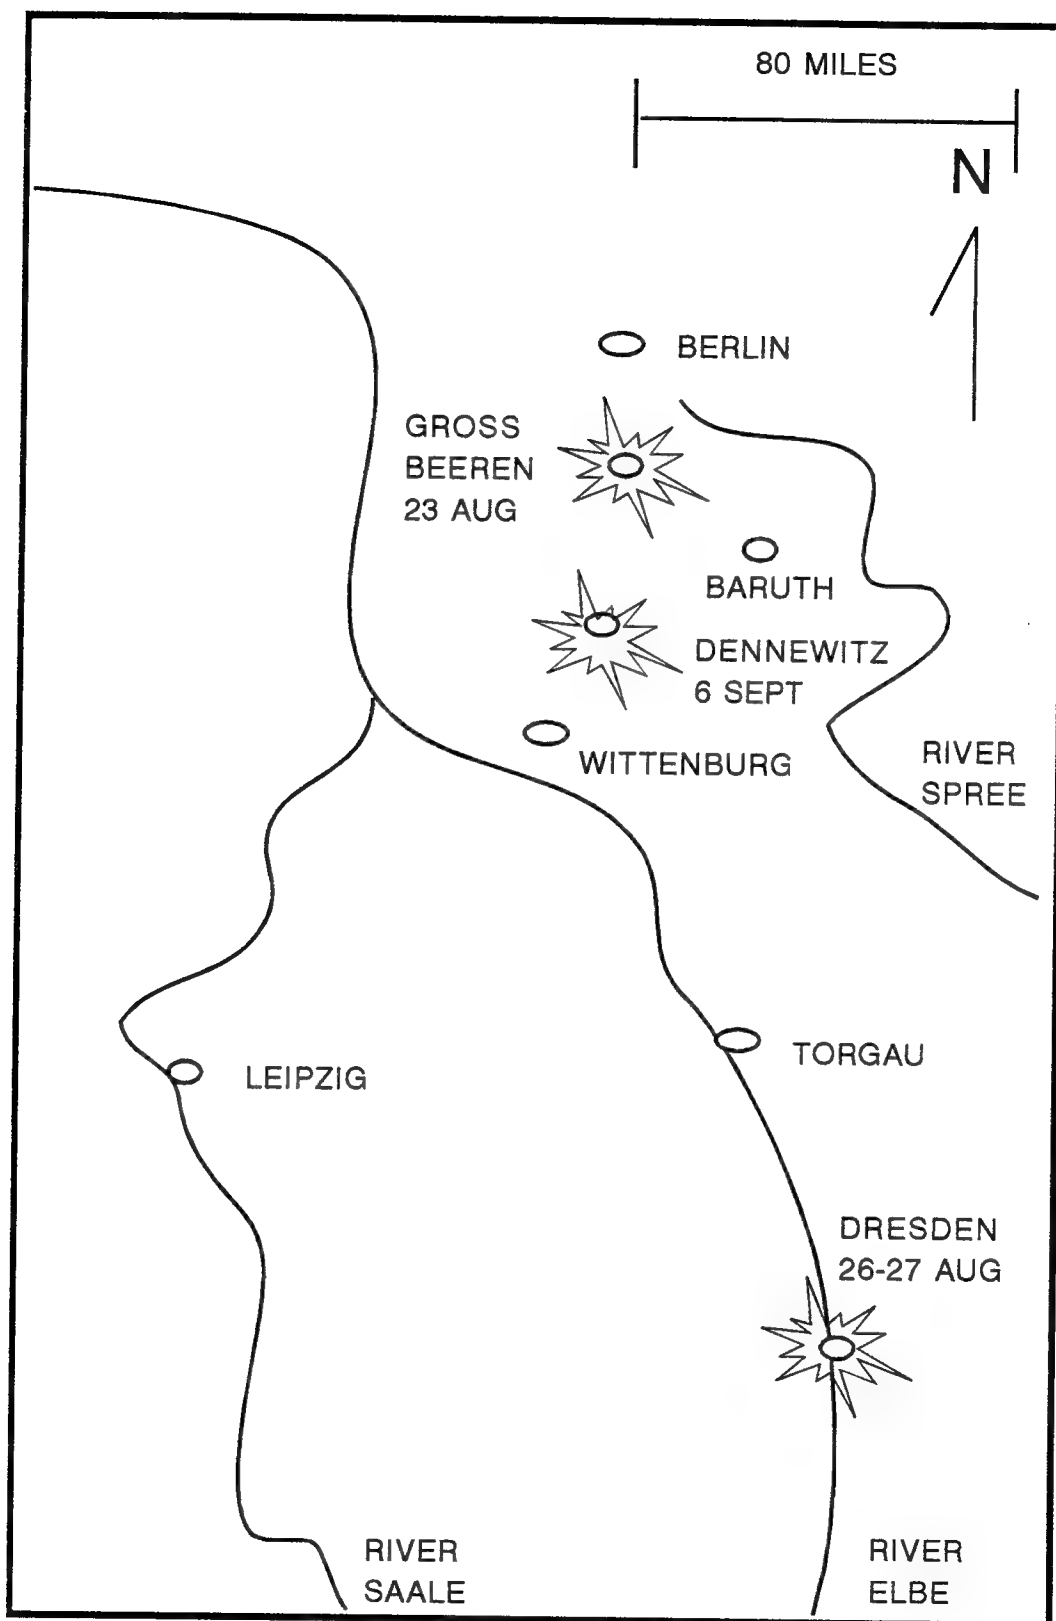 80 MILES
N
BERLIN
GROSS
BEEREN
23 AUG
BARUTH
DENNEWITZ
6 SEPT
WITTENBURG
RIVER
SPREE
TORGAU
LEIPZIG
DRESDEN
26-27 AUG
RIVER
SAALE
RIVER
ELBE